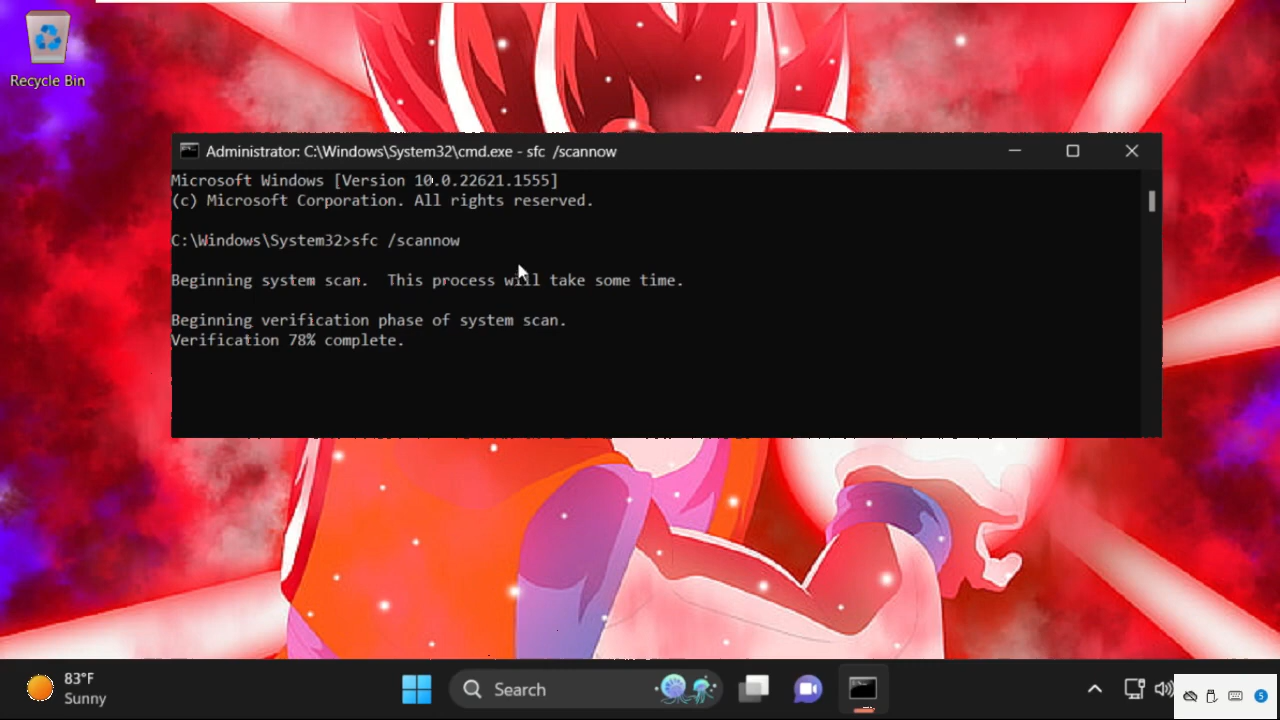 Recycle Bin
Administrator: C:\Windows\System32\cmd.exe - sfc  /scannow
Microsoft Windows [Version 10.0.22621.1555]
(c) Microsoft Corporation. All rights reserved.
C:\Windows\System32>sfc /scannow
Beginning system scan.  This process will take some time.
Beginning verification phase of system scan.
Verification 78% complete.
83°F
Sunny
Search
5